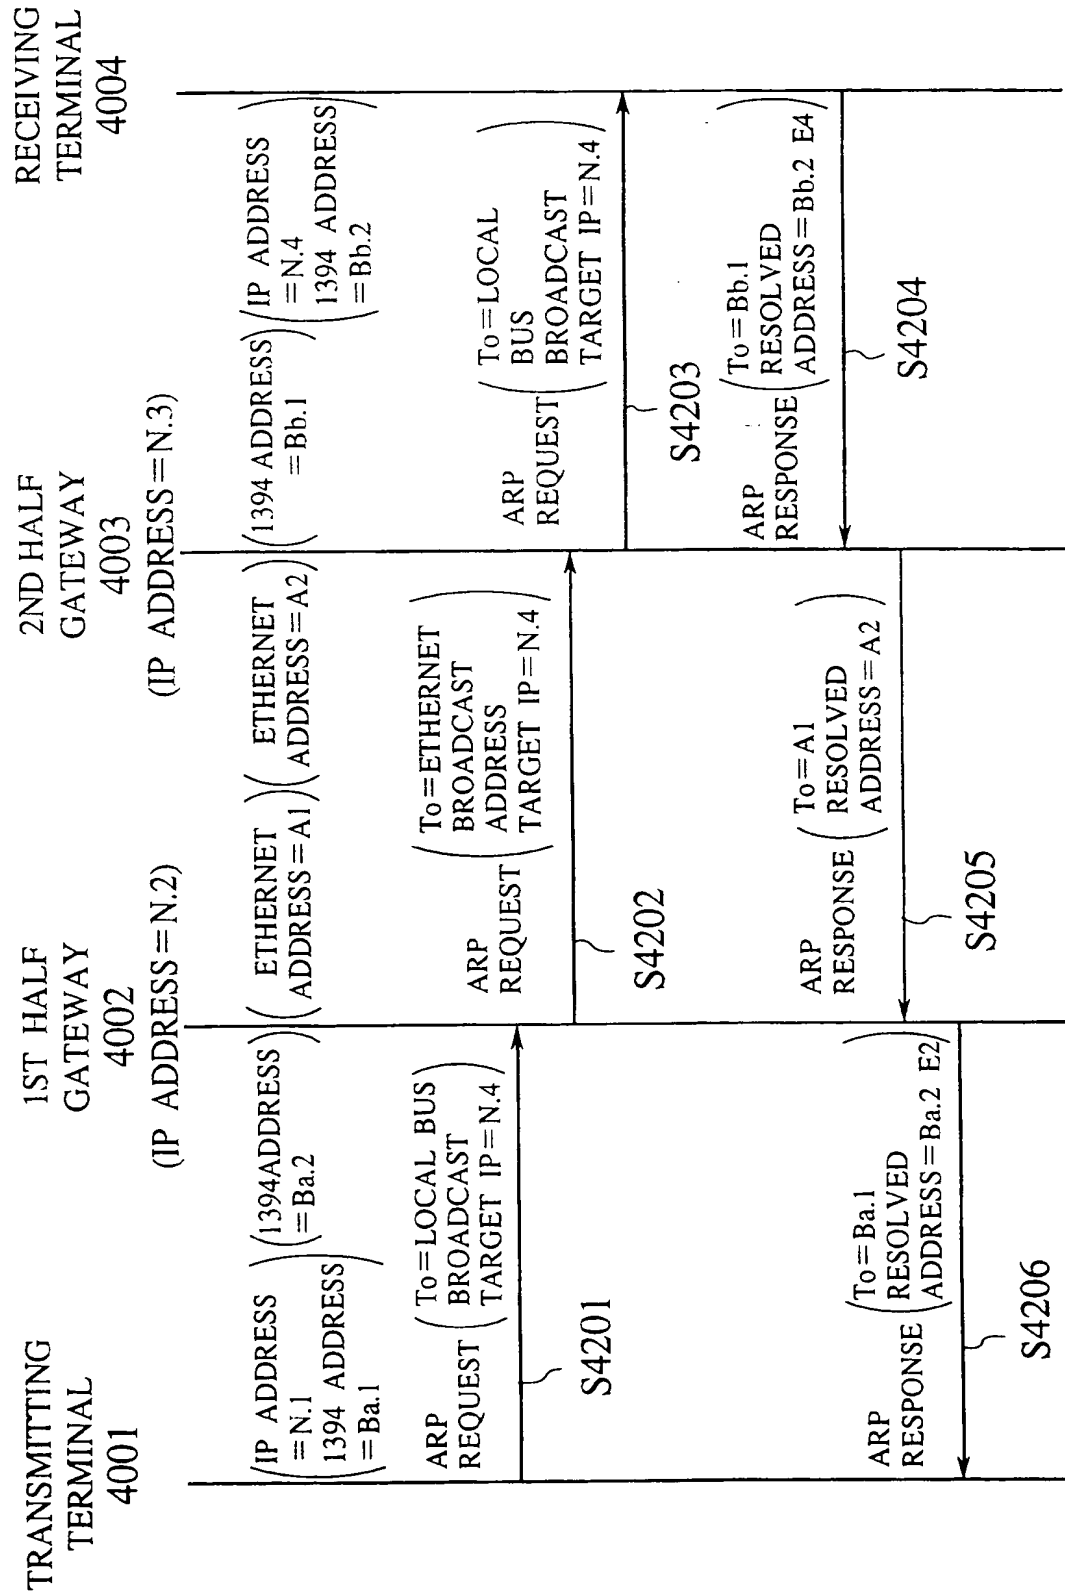 TRANSMITTING
TERMINAL
4001
1ST HALF
GATEWAY
4002
(IP ADDRESS=N.2)
2ND HALF
GATEWAY
4003
(IP ADDRESS=N.3)
RECEIVING
TERMINAL
4004
(IP ADDRESS
=N.1
1394 ADDRESS
=Ba.1)
(1394ADDRESS
=Ba.2)
(ETHERNET
ADDRESS=A1)
(ETHERNET
ADDRESS=A2)
(1394 ADDRESS
=Bb.1)
(IP ADDRESS
=N.4
1394 ADDRESS
=Bb.2)
ARP
REQUEST
(To=LOCAL BUS
BROADCAST
TARGET IP=N.4)
S4201
ARP
REQUEST
(To=ETHERNET
BROADCAST
ADDRESS
TARGET IP=N.4)
S4202
ARP
REQUEST
(To=LOCAL
BUS
BROADCAST
TARGET IP=N.4)
S4203
ARP
RESPONSE
(To=Bb.1
RESOLVED
ADDRESS=Bb.2 E4)
S4204
ARP
RESPONSE
(To=A1
RESOLVED
ADDRESS=A2)
S4205
ARP
RESPONSE
(To=Ba.1
RESOLVED
ADDRESS=Ba.2 E2)
S4206